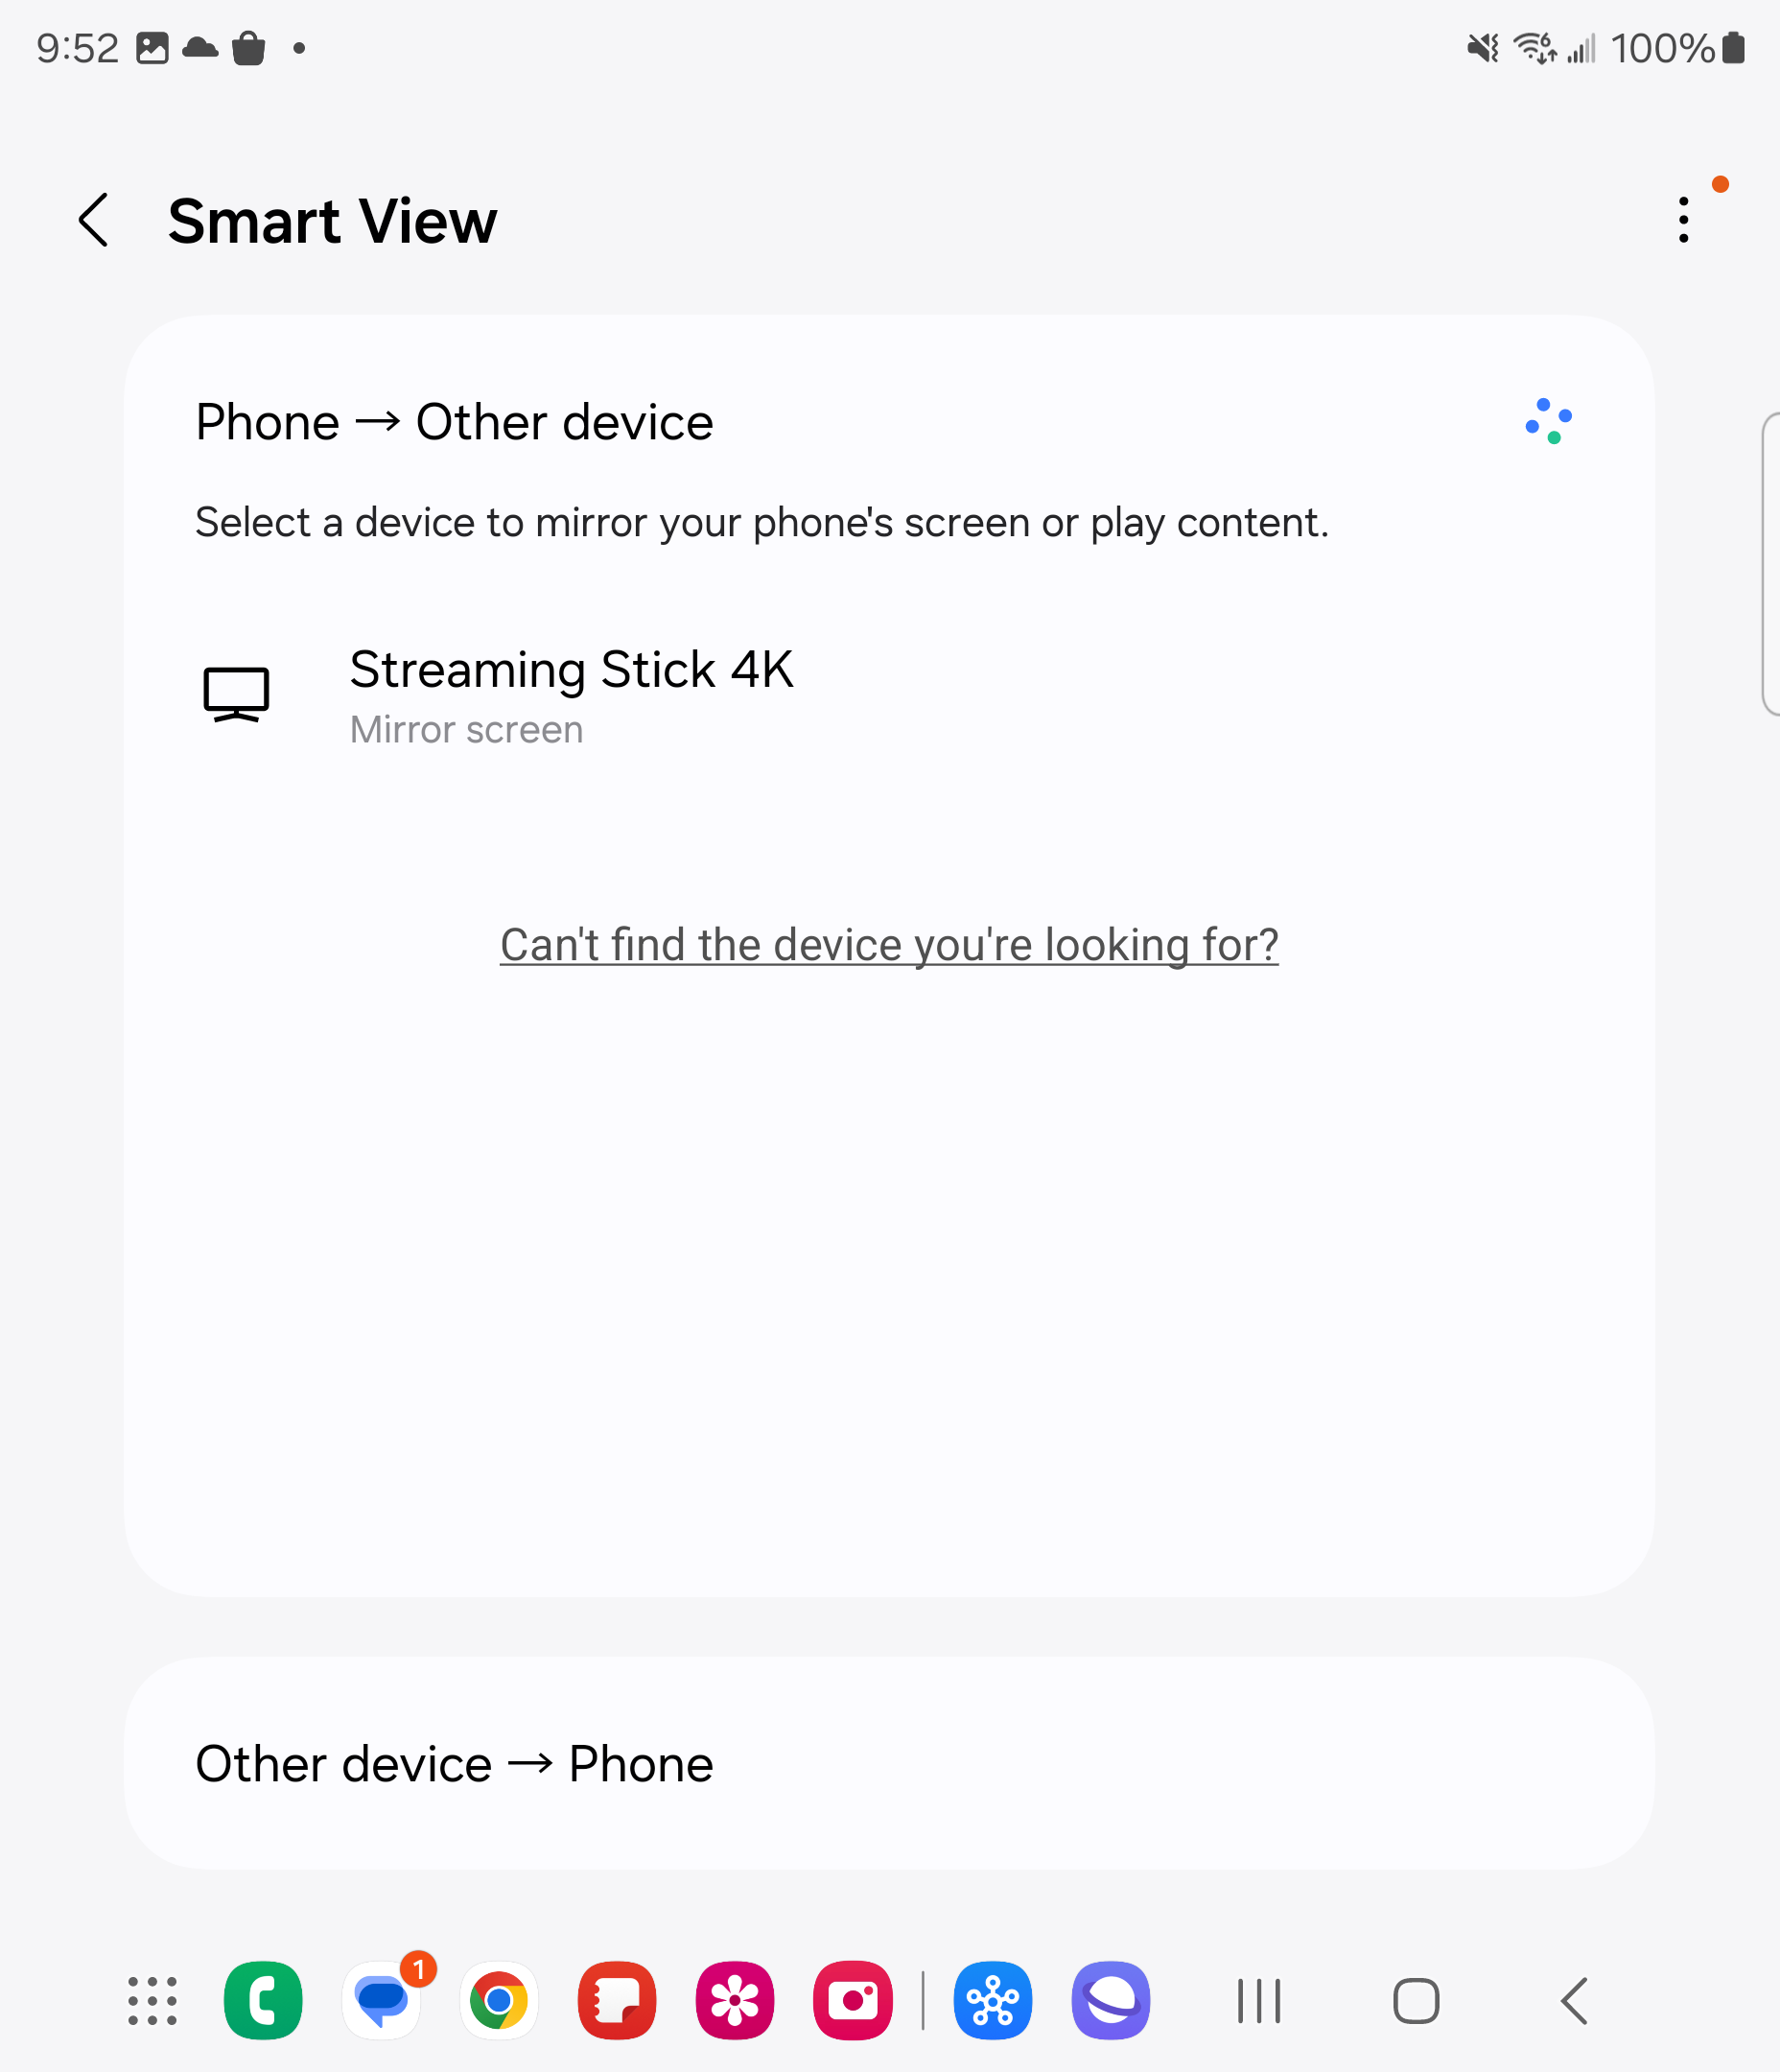 9:52
100%
Smart View
Phone → Other device
Select a device to mirror your phone's screen or play content.
Streaming Stick 4K
Mirror screen
Can't find the device you're looking for?
Other device → Phone
1